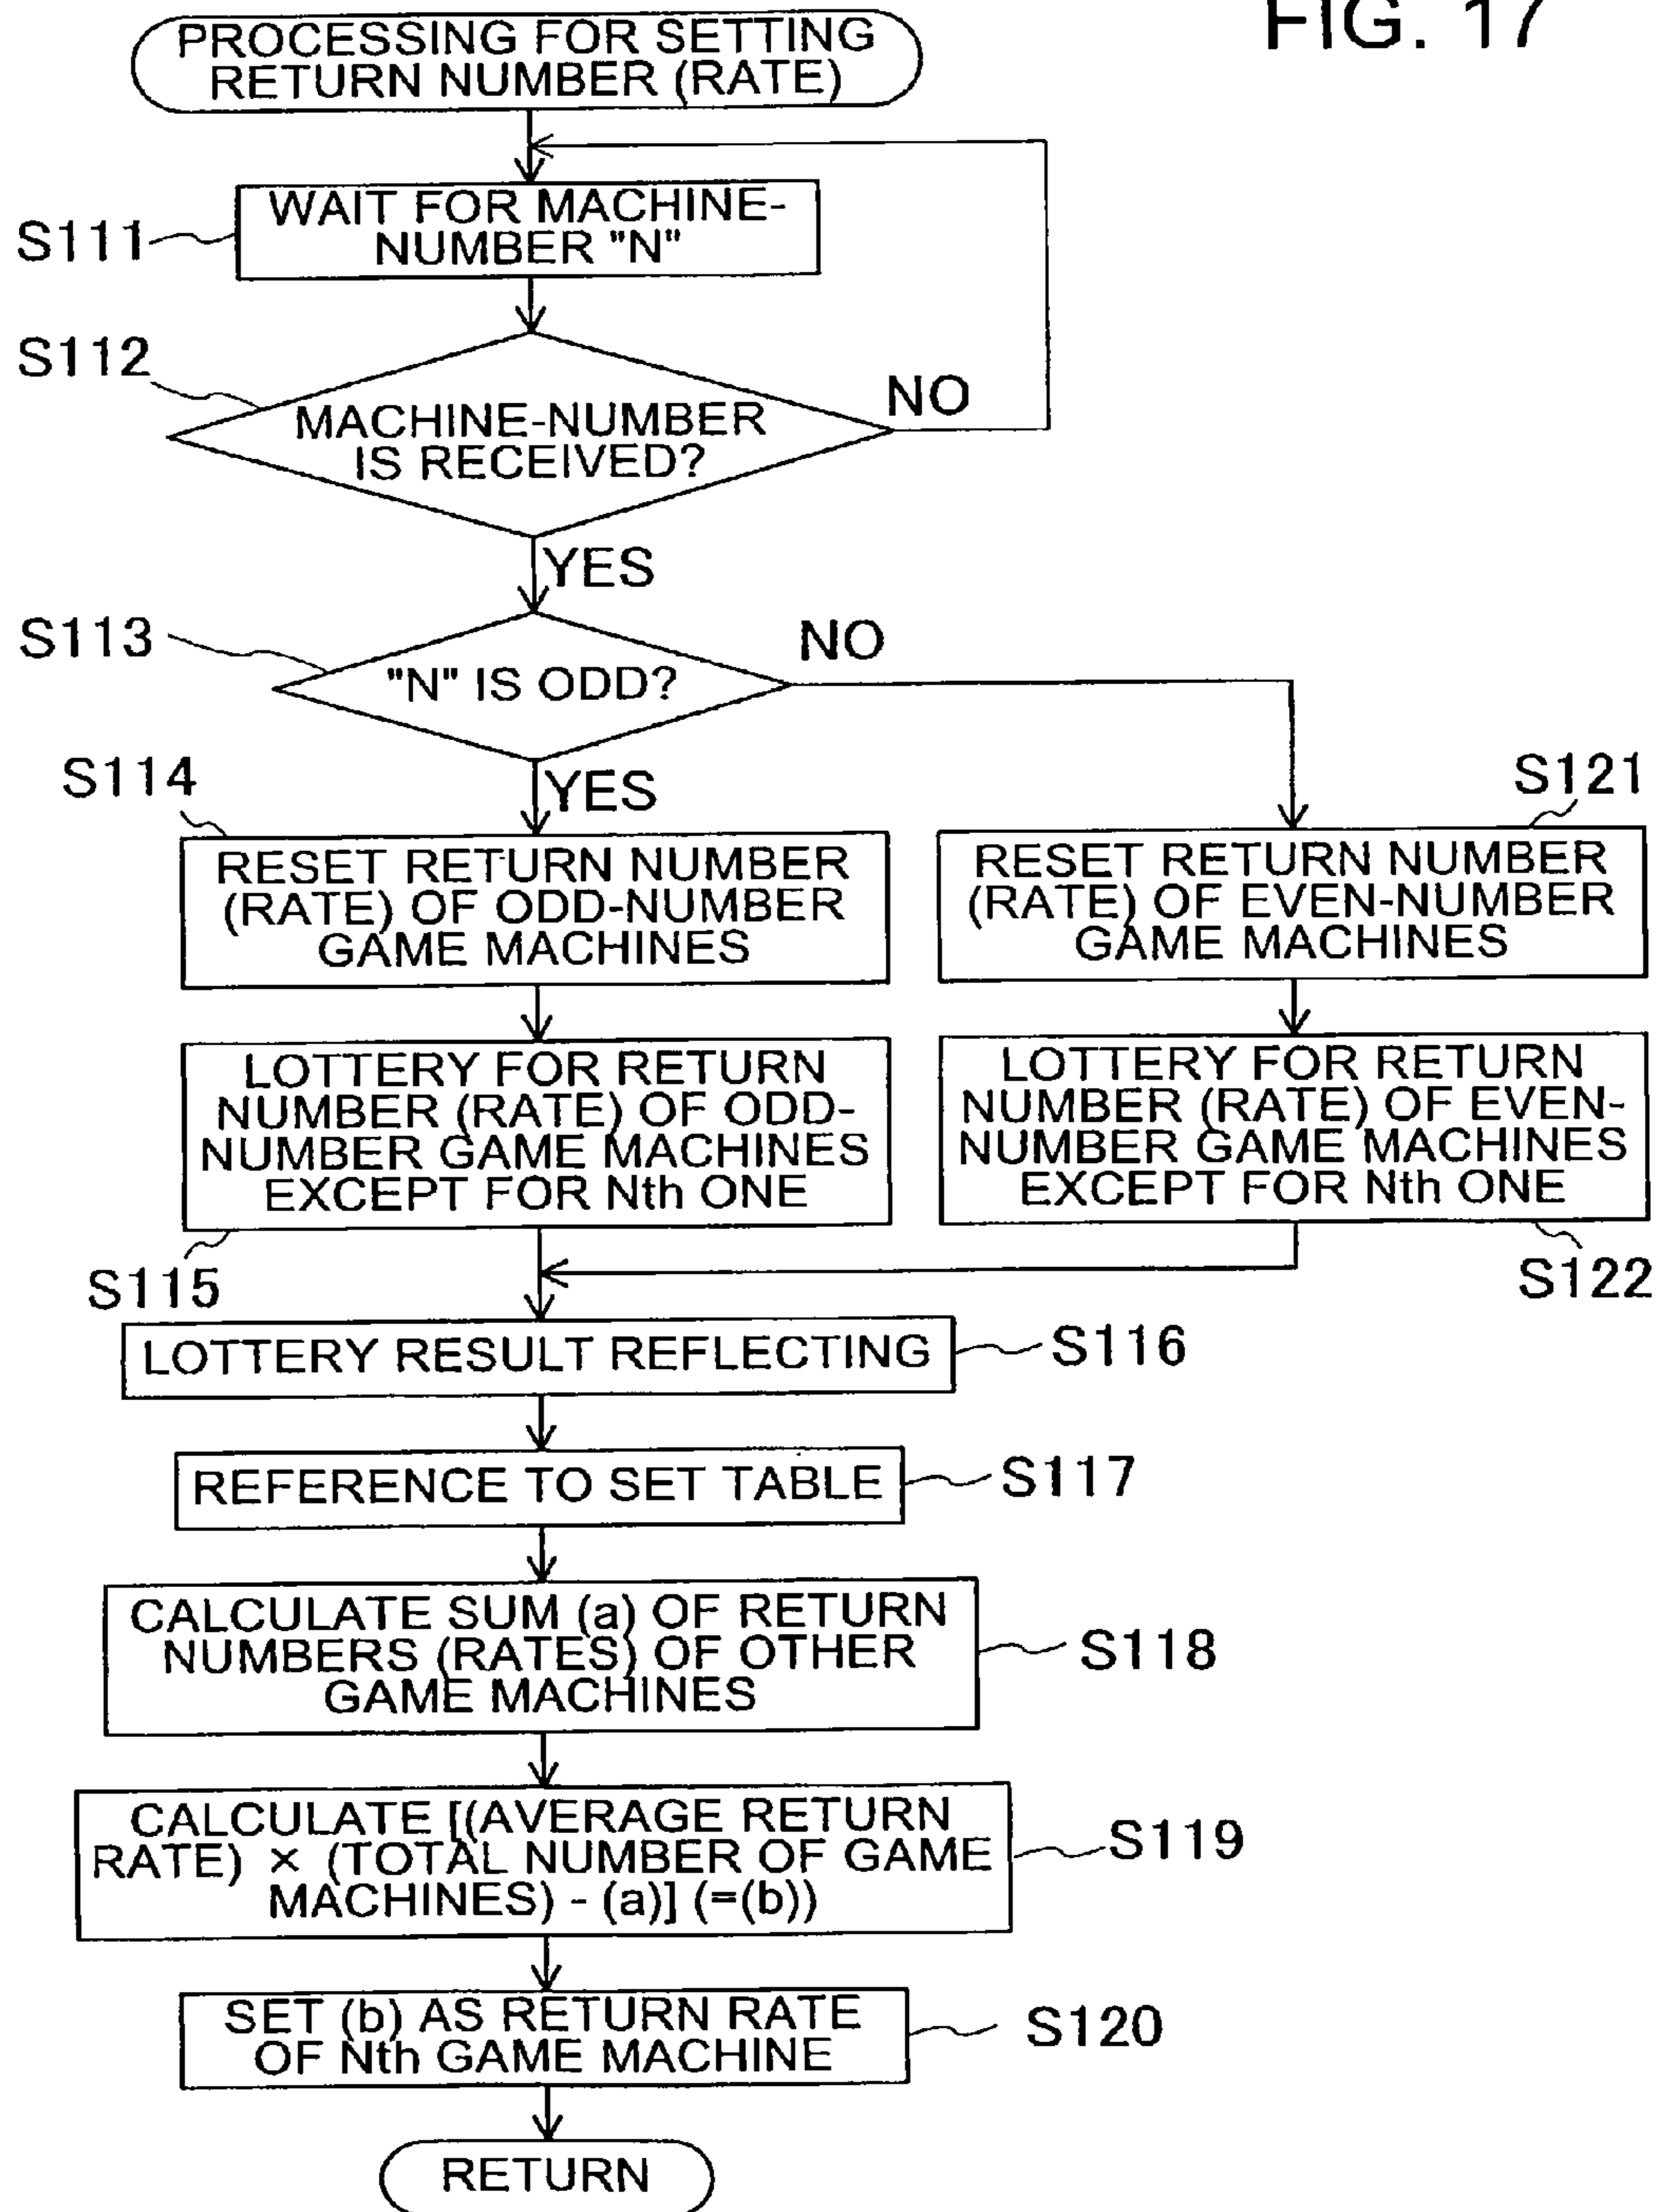 FIG. 17
PROCESSING FOR SETTING
RETURN NUMBER (RATE)
S111
WAIT FOR MACHINE-
NUMBER "N"
S112
MACHINE-NUMBER
IS RECEIVED?
NO
YES
S113
"N" IS ODD?
NO
YES
S114
RESET RETURN NUMBER
(RATE) OF ODD-NUMBER
GAME MACHINES
S121
RESET RETURN NUMBER
(RATE) OF EVEN-NUMBER
GAME MACHINES
LOTTERY FOR RETURN
NUMBER (RATE) OF ODD-
NUMBER GAME MACHINES
EXCEPT FOR Nth ONE
S115
LOTTERY FOR RETURN
NUMBER (RATE) OF EVEN-
NUMBER GAME MACHINES
EXCEPT FOR Nth ONE
S122
LOTTERY RESULT REFLECTING
S116
REFERENCE TO SET TABLE
S117
CALCULATE SUM (a) OF RETURN
NUMBERS (RATES) OF OTHER
GAME MACHINES
S118
CALCULATE [(AVERAGE RETURN
RATE) × (TOTAL NUMBER OF GAME
MACHINES) - (a)] (=(b))
S119
SET (b) AS RETURN RATE
OF Nth GAME MACHINE
S120
RETURN